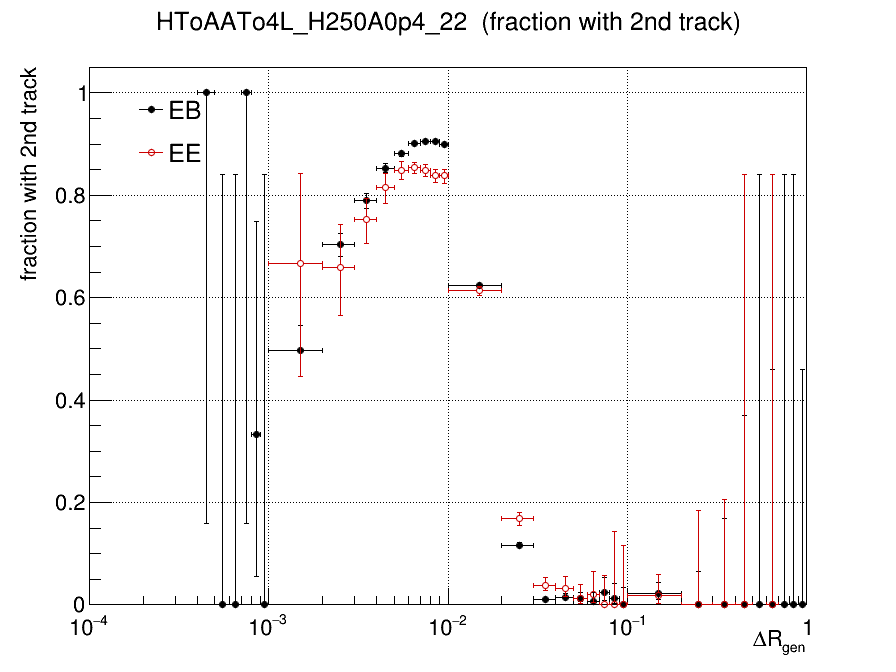 HToAATo4L_H250A0p4_22 (fraction with 2nd track)
fraction with 2nd track
1
0.8
0.6
0.4
0.2
0
EB
EE
10⁻⁴ 10⁻³ 10⁻² 10⁻¹ 1
ΔR_gen